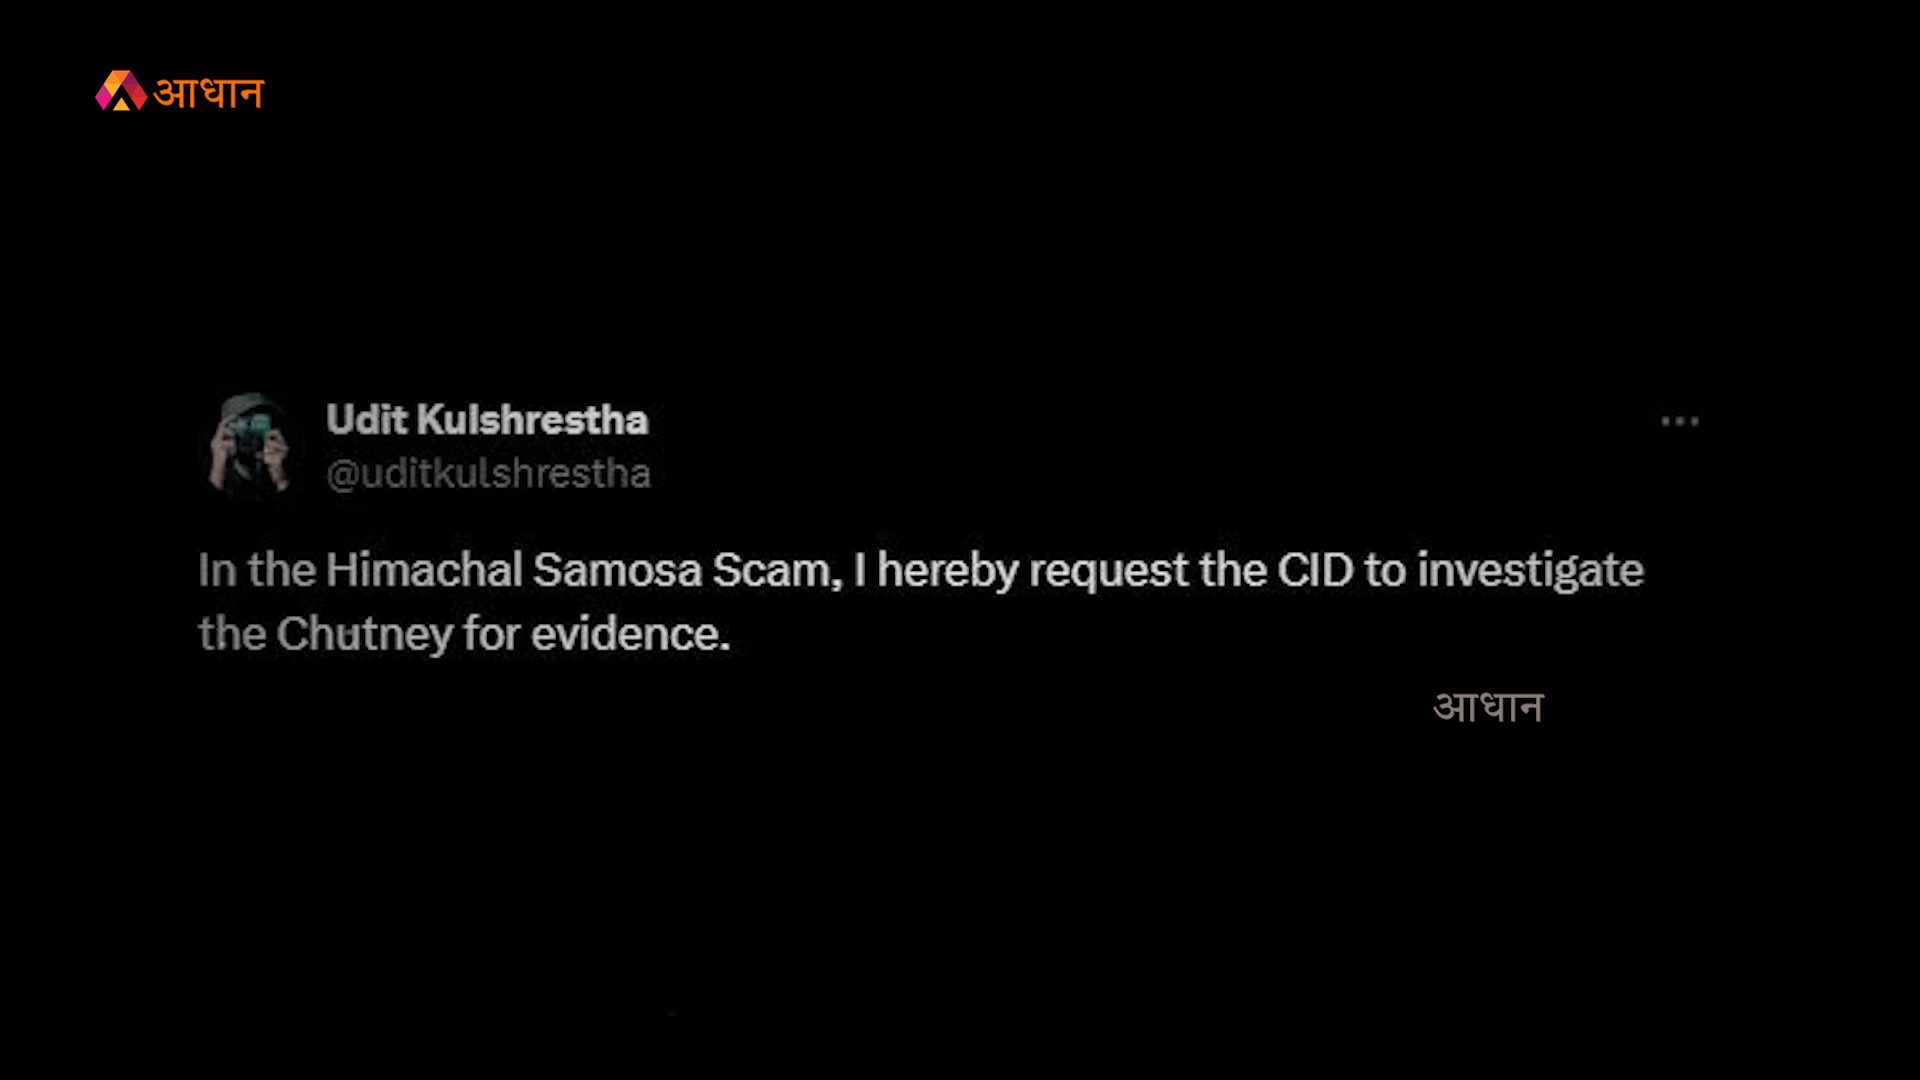 आधान
Udit Kulshrestha
@uditkulshrestha
In the Himachal Samosa Scam, I hereby request the CID to investigate
the Chutney for evidence.
आधान